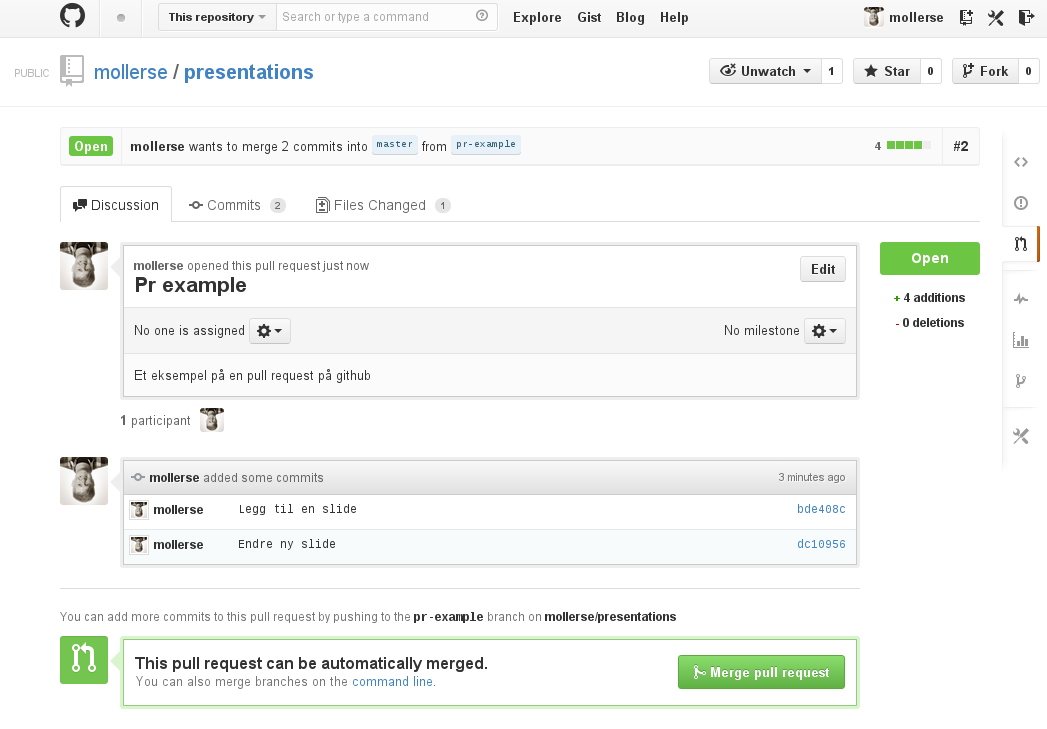 This repository Search or type a command Explore Gist Blog Help mollerse
PUBLIC mollerse / presentations Unwatch 1 Star 0 Fork 0
Open mollerse wants to merge 2 commits into master from pr-example 4 #2
Discussion Commits 2 Files Changed 1
mollerse opened this pull request just now
Pr example
Edit
Open
+ 4 additions
- 0 deletions
No one is assigned No milestone
Et eksempel på en pull request på github
1 participant
mollerse added some commits 3 minutes ago
mollerse Legg til en slide bde408c
mollerse Endre ny slide dc10956
You can add more commits to this pull request by pushing to the pr-example branch on mollerse/presentations
This pull request can be automatically merged.
You can also merge branches on the command line.
Merge pull request